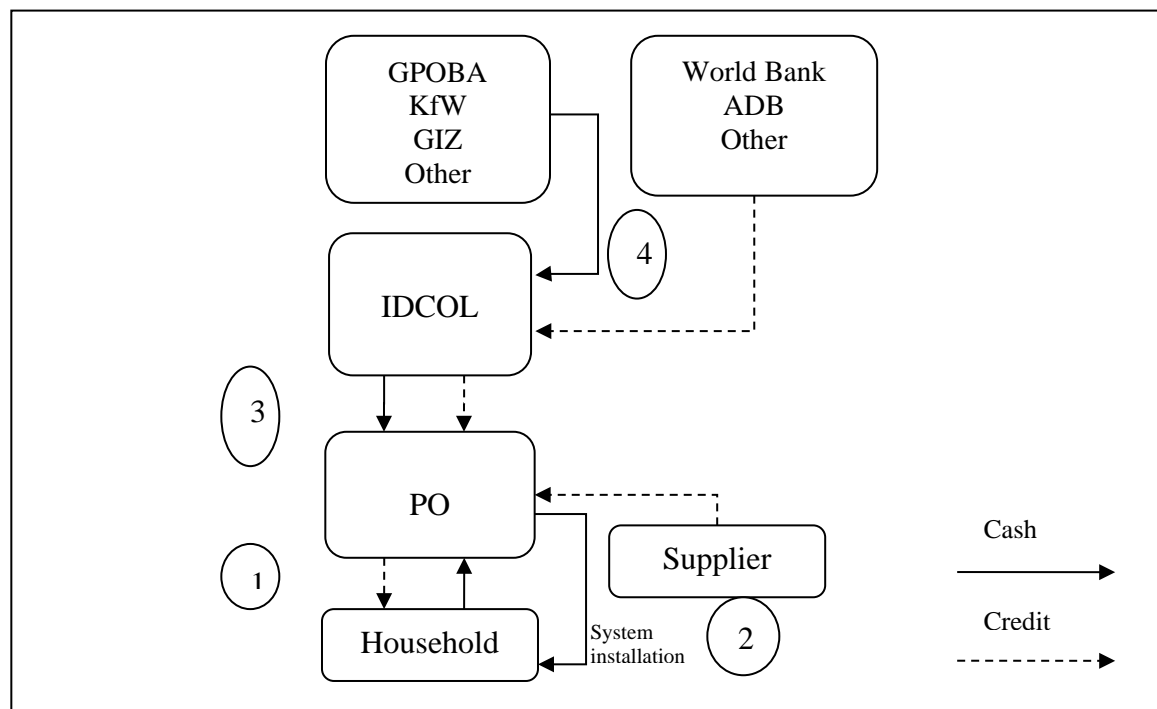 GPOBA
KfW
GIZ
Other
World Bank
ADB
Other
4
IDCOL
3
PO
1
Supplier
Household
System
installation
2
Cash
Credit